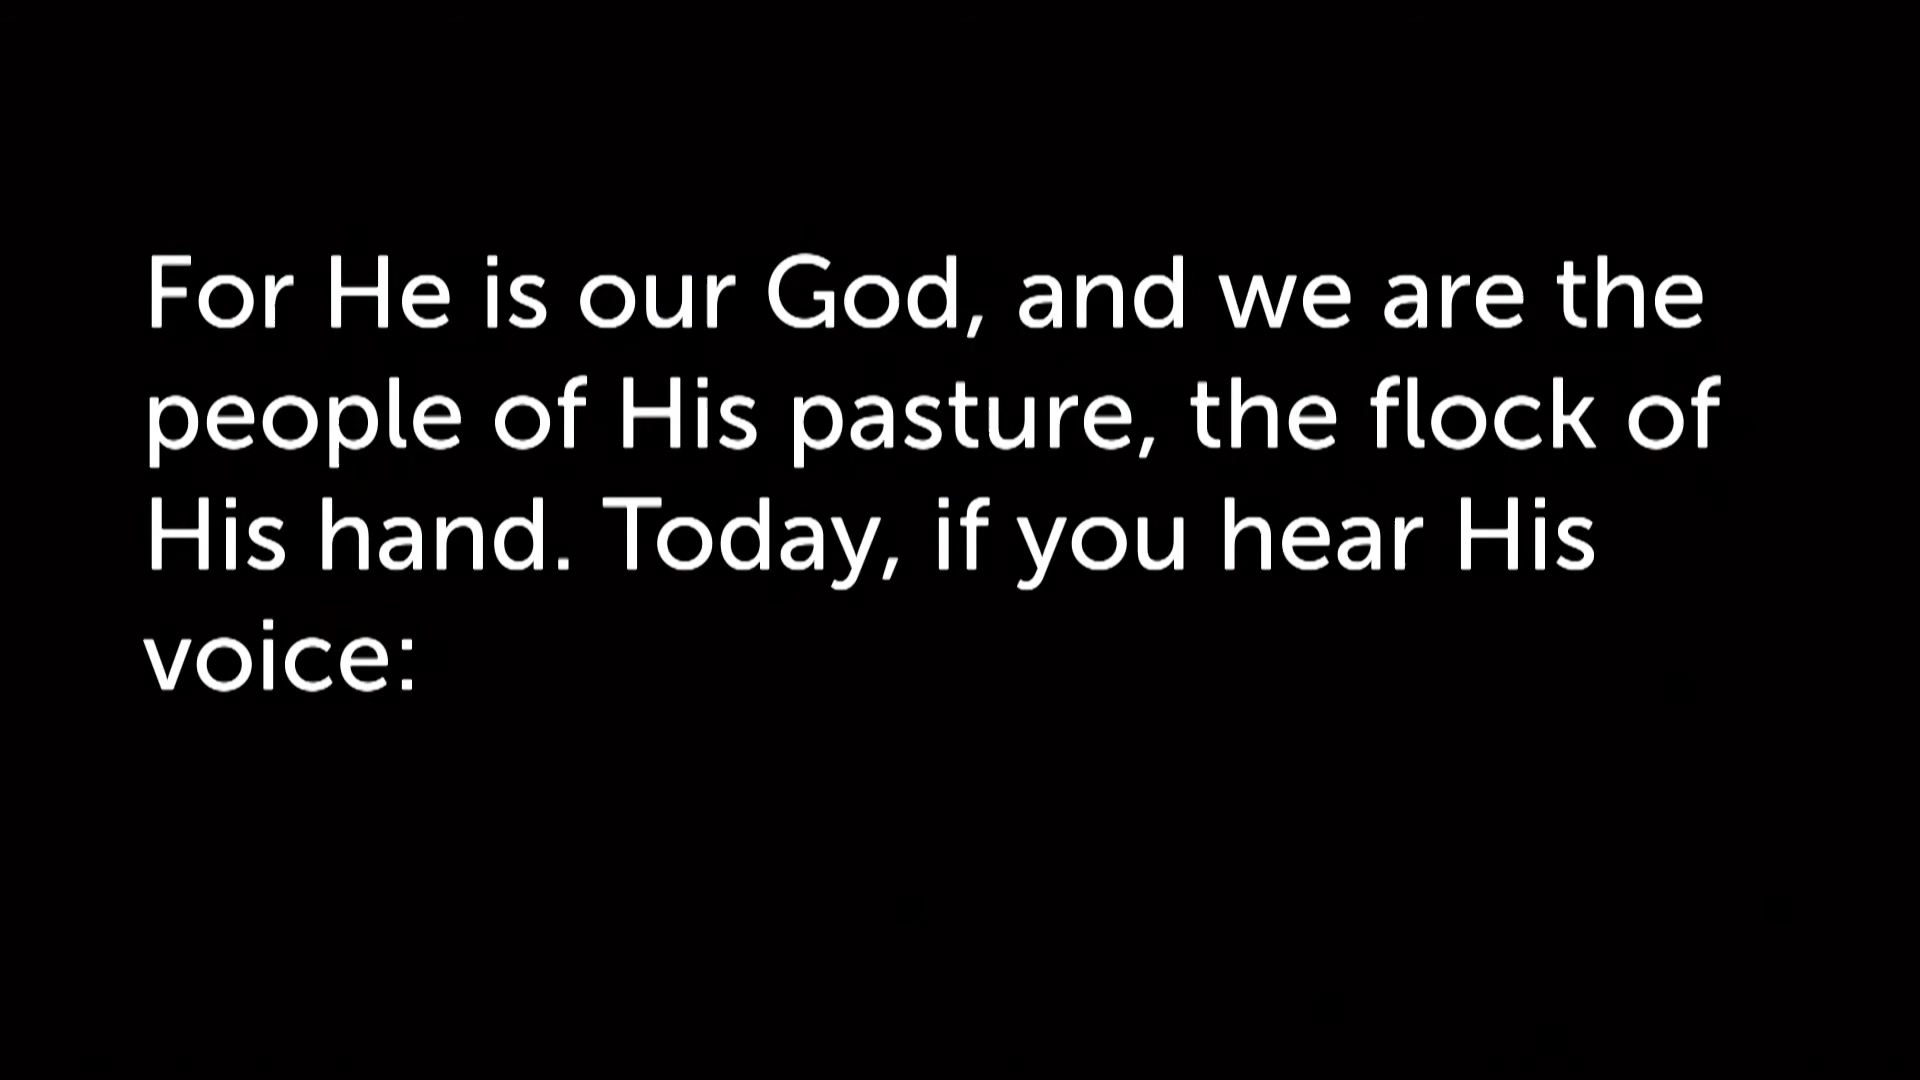 For He is our God, and we are the
people of His pasture, the flock of
His hand. Today, if you hear His
voice: